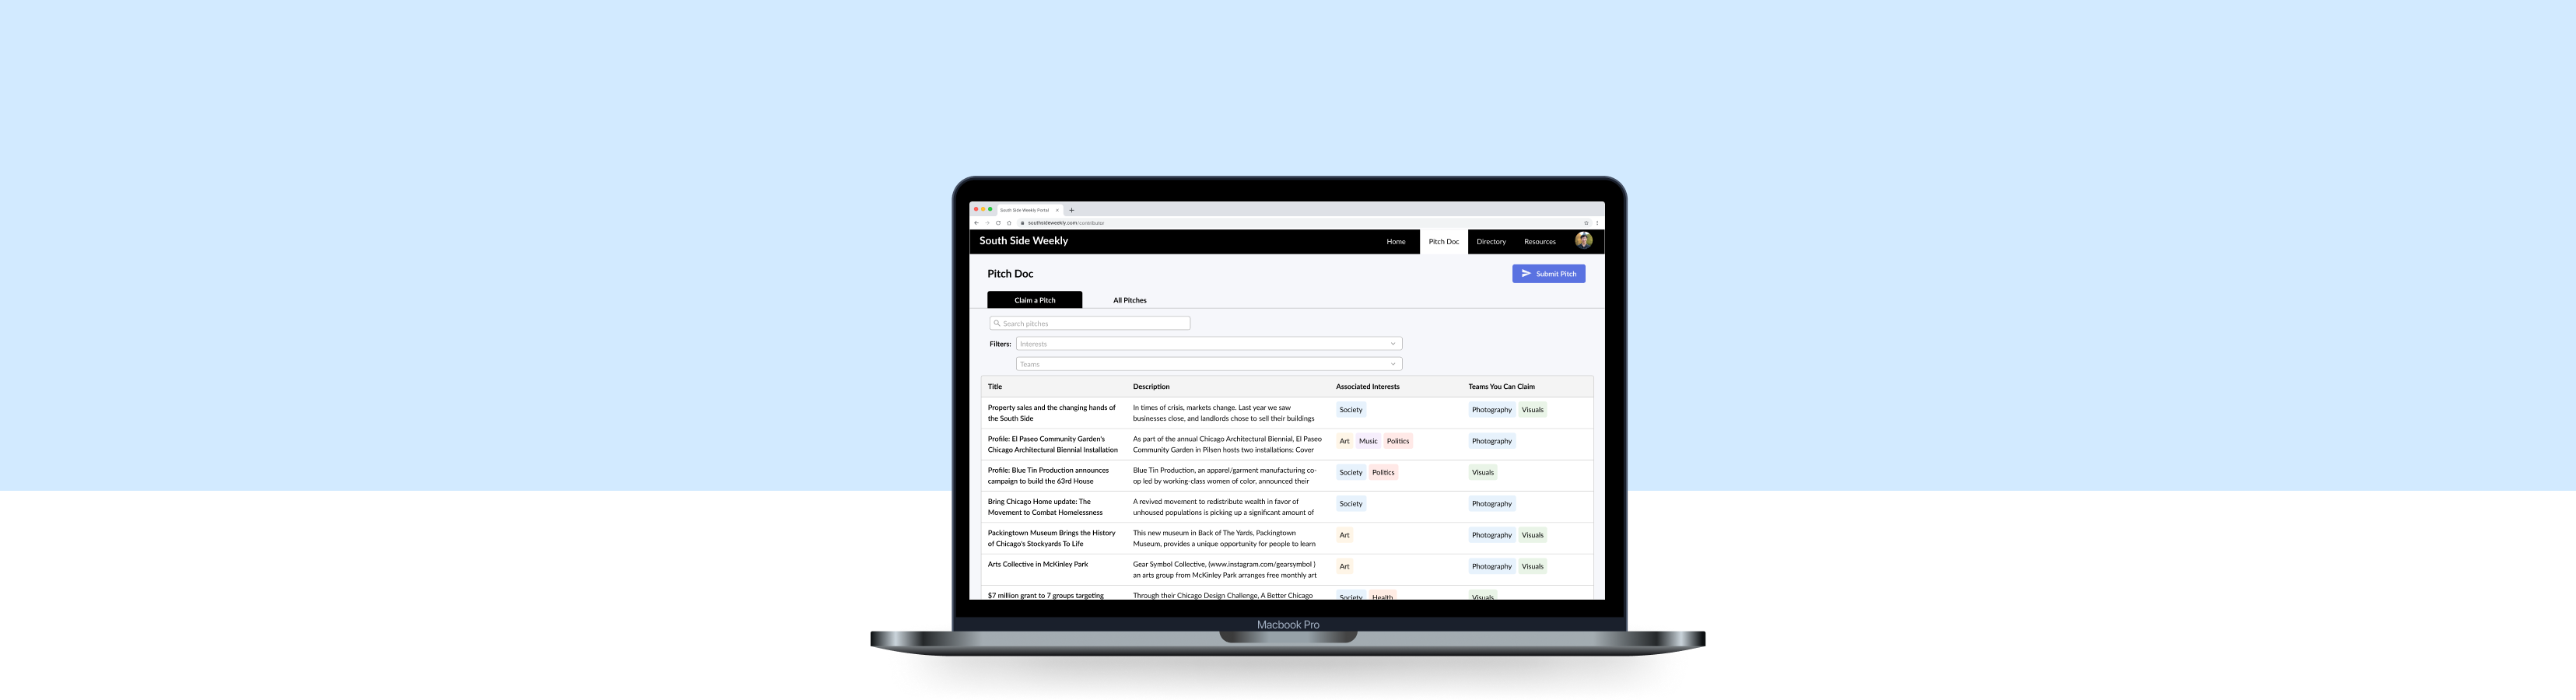 South Side Weekly Portal
southsideweekly.com/contributor
South Side Weekly
Home
Pitch Doc
Directory
Resources
Pitch Doc
Submit Pitch
Claim a Pitch
All Pitches
Search pitches
Filters:
Interests
Teams
Title
Description
Associated Interests
Teams You Can Claim
Property sales and the changing hands of
the South Side
In times of crisis, markets change. Last year we saw
businesses close, and landlords chose to sell their buildings
Society
Photography Visuals
Profile: El Paseo Community Garden's
Chicago Architectural Biennial Installation
As part of the annual Chicago Architectural Biennial, El Paseo
Community Garden in Pilsen hosts two installations: Cover
Art Music Politics
Photography
Profile: Blue Tin Production announces
campaign to build the 63rd House
Blue Tin Production, an apparel/garment manufacturing co-
op led by working-class women of color, announced their
Society Politics
Visuals
Bring Chicago Home update: The
Movement to Combat Homelessness
A revived movement to redistribute wealth in favor of
unhoused populations is picking up a significant amount of
Society
Photography
Packingtown Museum Brings the History
of Chicago's Stockyards To Life
This new museum in Back of The Yards, Packingtown
Museum, provides a unique opportunity for people to learn
Art
Photography Visuals
Arts Collective in McKinley Park
Gear Symbol Collective, (www.instagram.com/gearsymbol )
an arts group from McKinley Park arranges free monthly art
Art
Photography Visuals
$7 million grant to 7 groups targeting
Through their Chicago Design Challenge, A Better Chicago
Society Health
Visuals
Macbook Pro